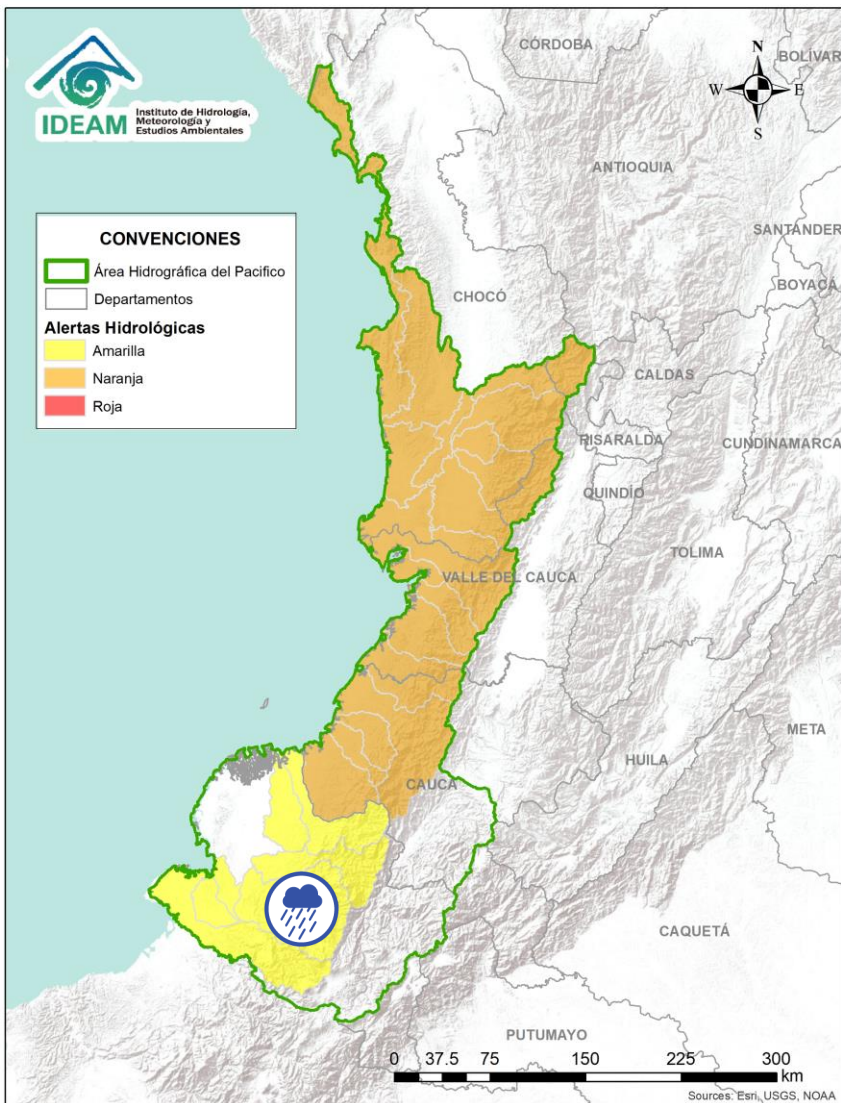 IDEAM
Instituto de Hidrología,
Meteorología y
Estudios Ambientales
CÓRDOBA
BOLÍVAR
N
W
E
S
ANTIOQUIA
SANTANDER
BOYACÁ
CONVENCIONES
Área Hidrográfica del Pacifico
Departamentos
Alertas Hidrológicas
Amarilla
Naranja
Roja
CHOCÓ
CALDAS
RISARALDA
CUNDINAMARCA
QUINDÍO
TOLIMA
VALLE DEL CAUCA
META
HUILA
CAUCA
CAQUETÁ
PUTUMAYO
0 37.5 75 150 225 300
km
Sources: Esri, USGS, NOAA